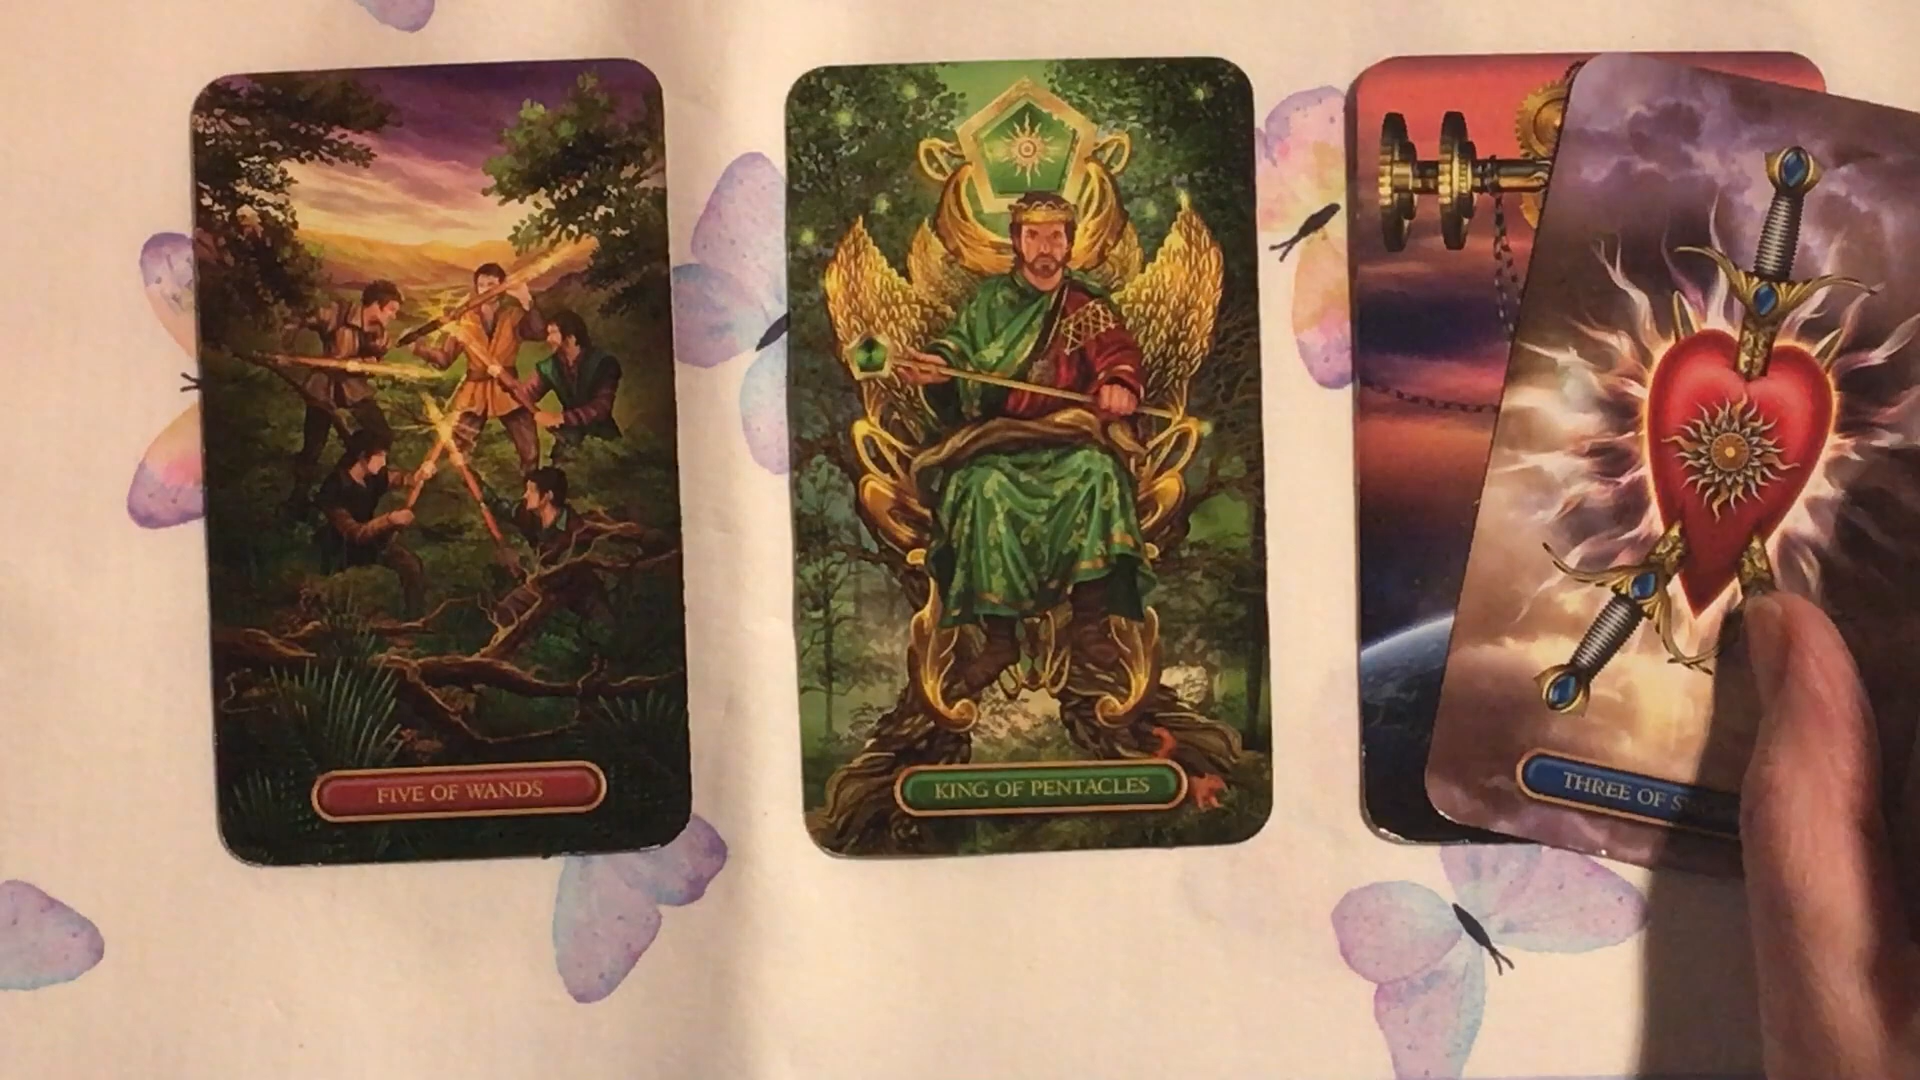 FIVE OF WANDS
KING OF PENTACLES
THREE OF